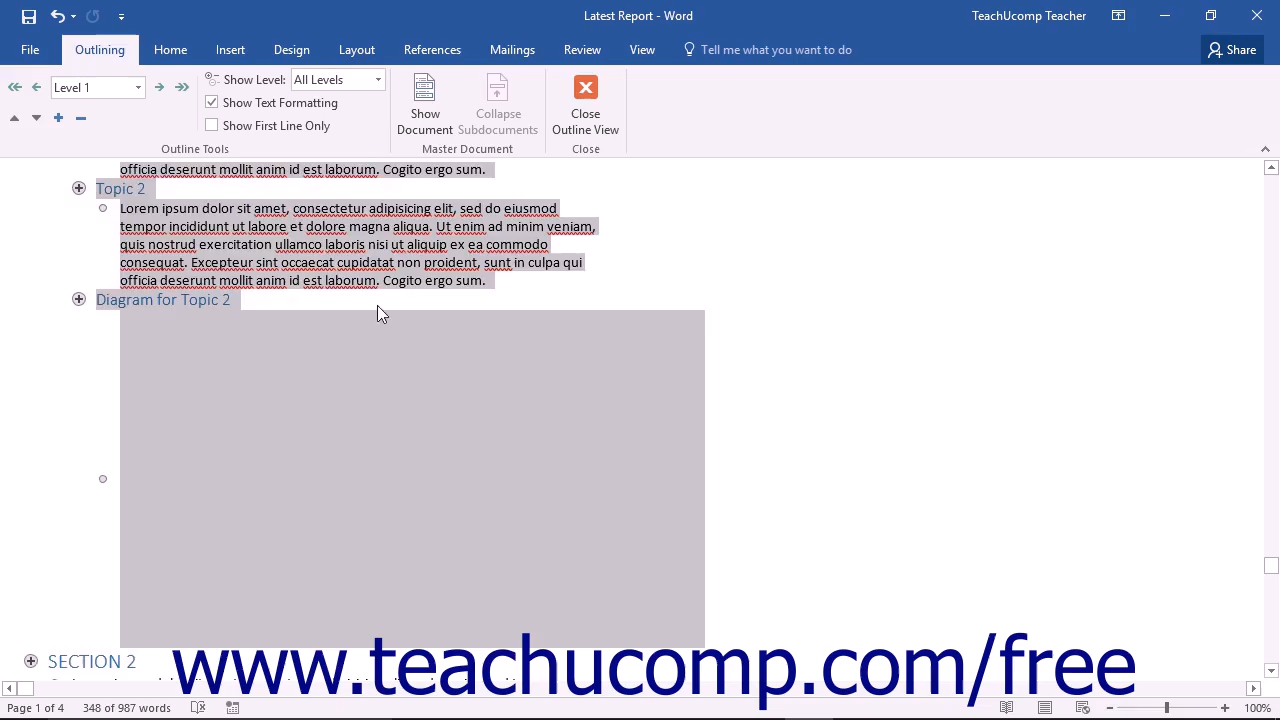 Latest Report - Word
TeachUcomp Teacher
File
Outlining
Home
Insert
Design
Layout
References
Mailings
Review
View
Tell me what you want to do
Share
Level 1
Show Level:
All Levels
Show Text Formatting
Show First Line Only
Outline Tools
Show
Document
Collapse
Subdocuments
Master Document
Close
Outline View
Close
officia deserunt mollit anim id est laborum. Cogito ergo sum.
Topic 2
Lorem ipsum dolor sit amet, consectetur adipisicing elit, sed do eiusmod
tempor incididunt ut labore et dolore magna aliqua. Ut enim ad minim veniam,
quis nostrud exercitation ullamco laboris nisi ut aliquip ex ea commodo
consequat. Excepteur sint occaecat cupidatat non proident, sunt in culpa qui
officia deserunt mollit anim id est laborum. Cogito ergo sum.
Diagram for Topic 2
SECTION 2
www.teachucomp.com/free
Page 1 of 4
348 of 987 words
100%